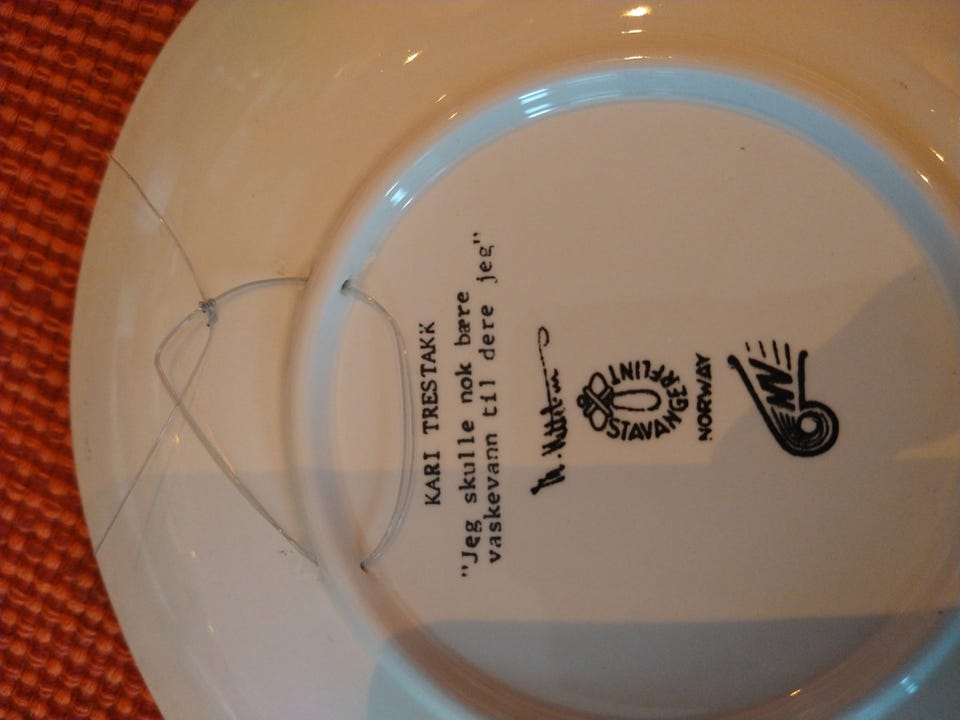 KARI TRESTAKK
"Jeg skulle nok bære
vaskevann til dere jeg"
STAVANGERFLINT
NORWAY